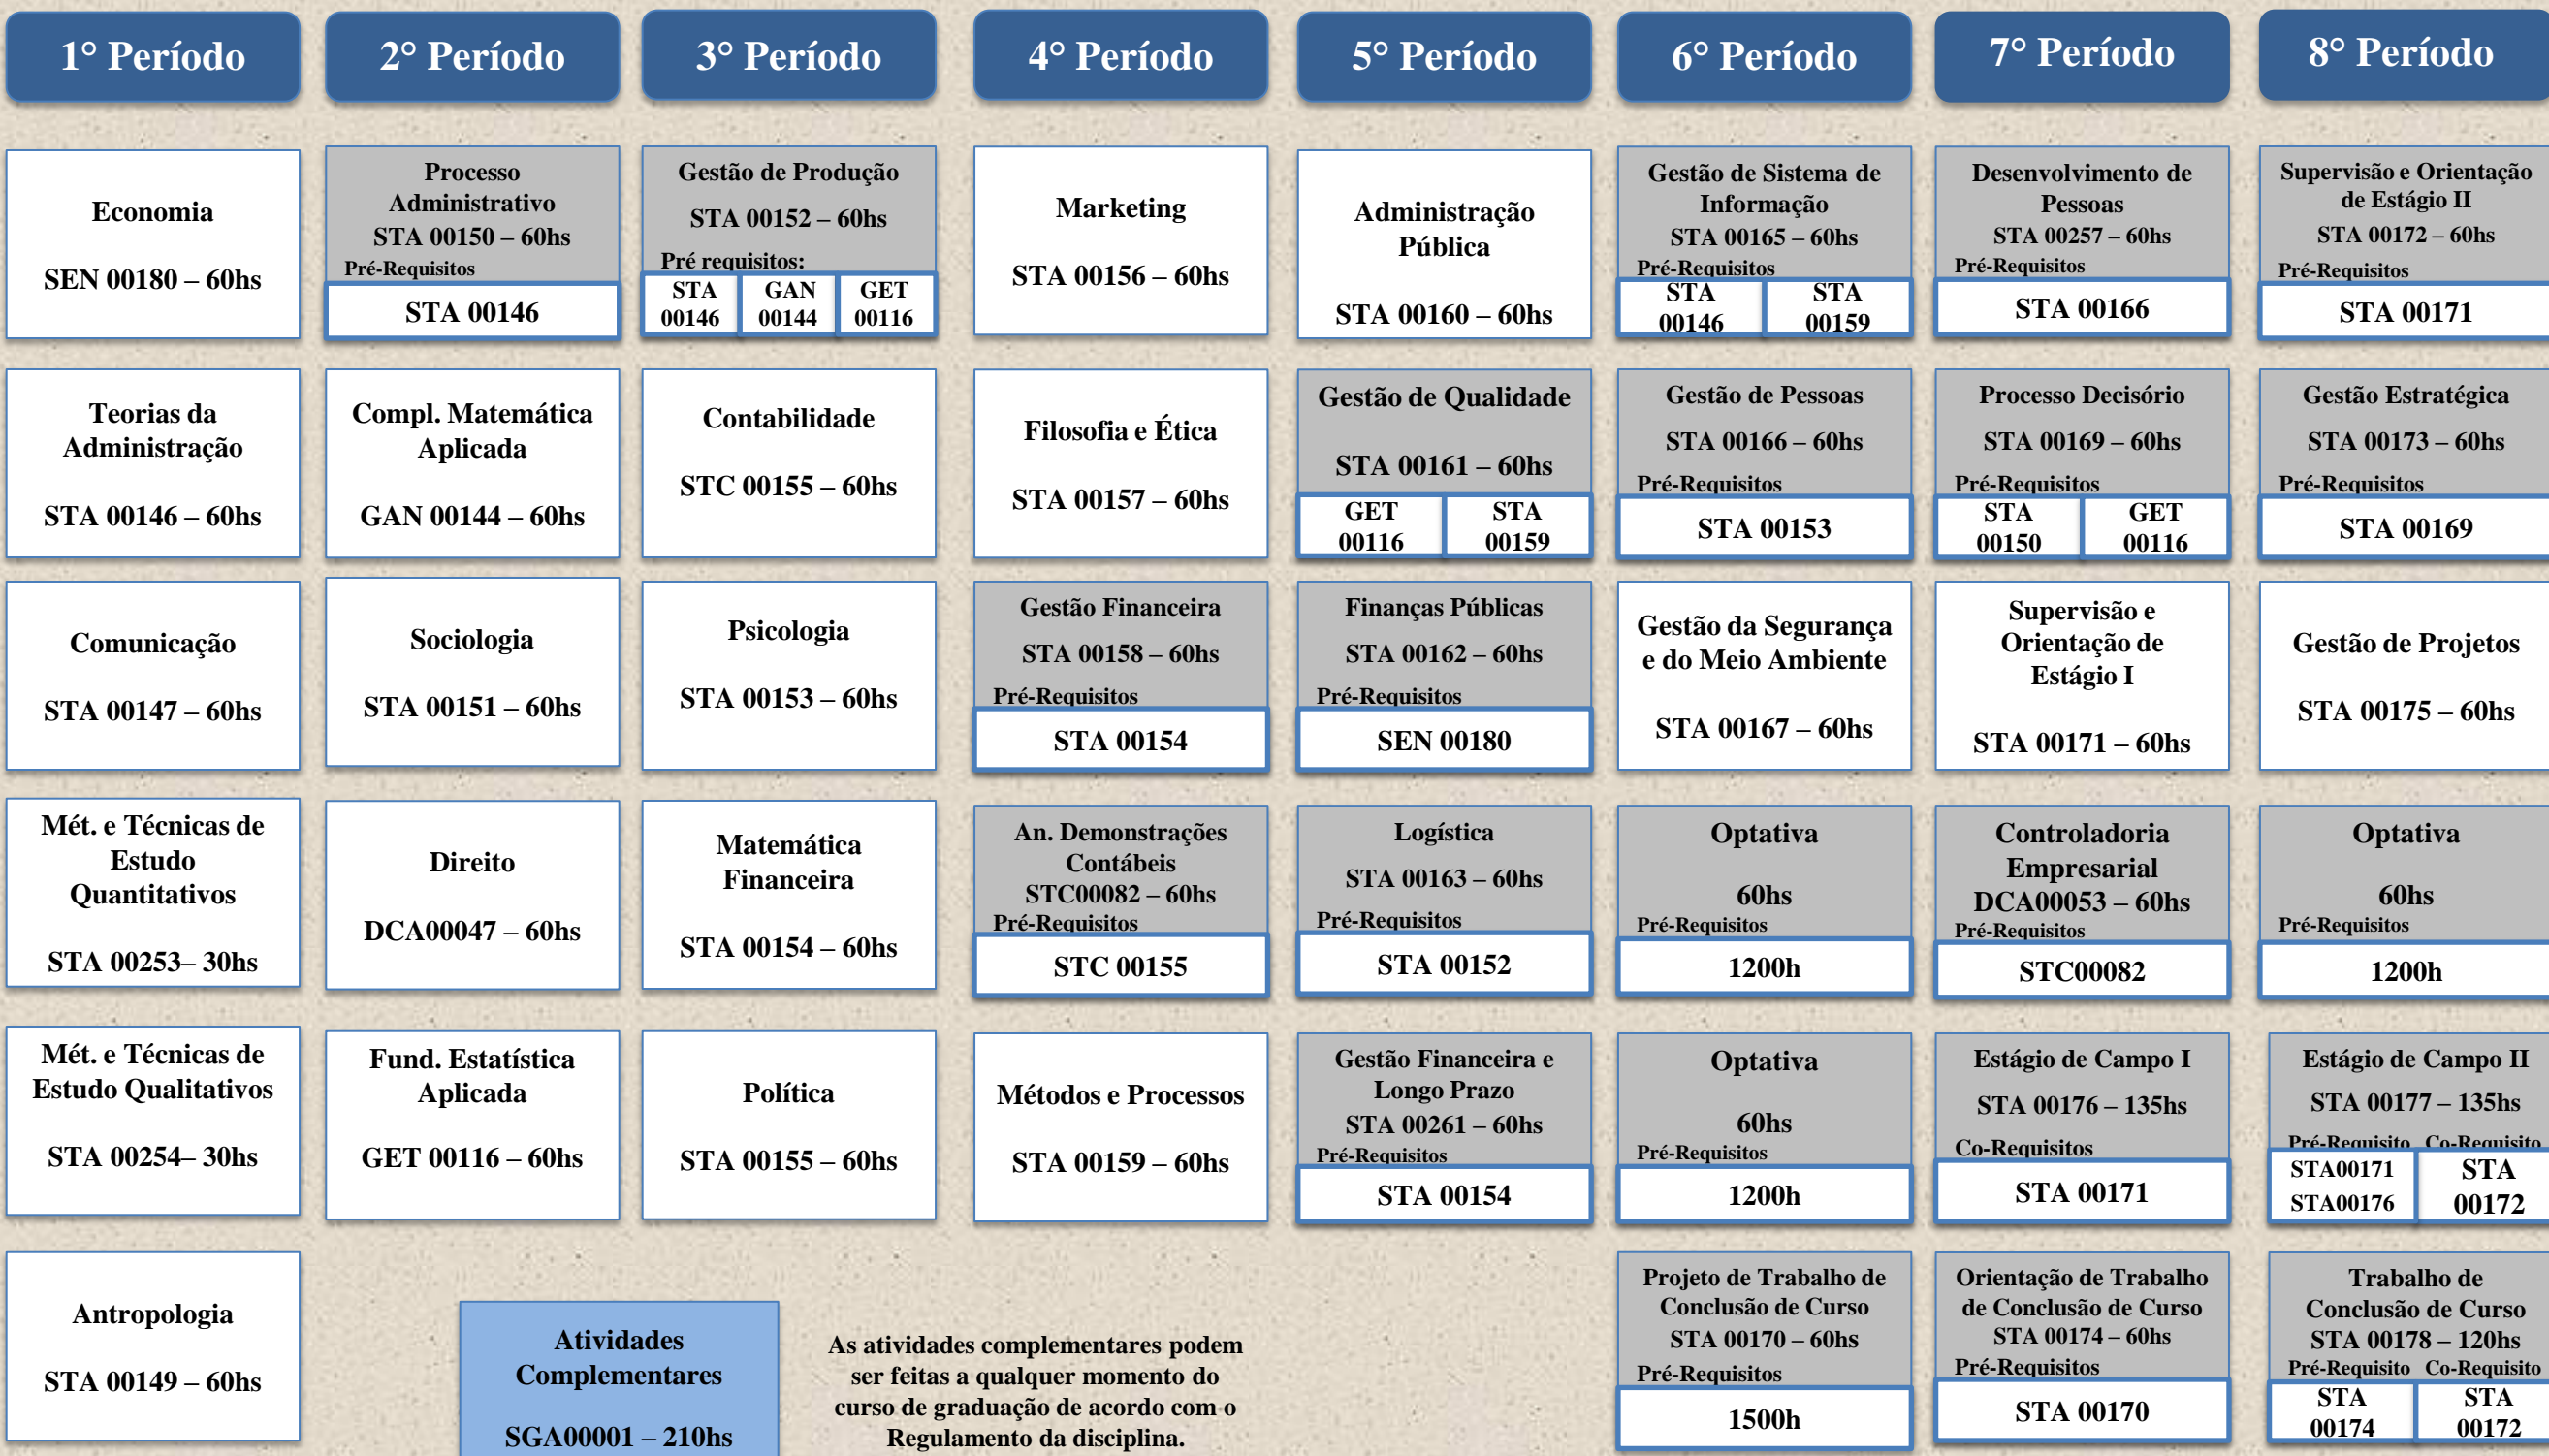 1° Período
2° Período
3° Período
4° Período
5° Período
6° Período
7° Período
8° Período
Economia
SEN 00180 – 60hs
Processo
Administrativo
STA 00150 – 60hs
Pré-Requisitos
STA 00146
Gestão de Produção
STA 00152 – 60hs
Pré requisitos:
STA
00146
GAN
00144
GET
00116
Marketing
STA 00156 – 60hs
Administração
Pública
STA 00160 – 60hs
Gestão de Sistema de
Informação
STA 00165 – 60hs
Pré-Requisitos
STA
00146
STA
00159
Desenvolvimento de
Pessoas
STA 00257 – 60hs
Pré-Requisitos
STA 00166
Supervisão e Orientação
de Estágio II
STA 00172 – 60hs
Pré-Requisitos
STA 00171
Teorias da
Administração
STA 00146 – 60hs
Compl. Matemática
Aplicada
GAN 00144 – 60hs
Contabilidade
STC 00155 – 60hs
Filosofia e Ética
STA 00157 – 60hs
Gestão de Qualidade
STA 00161 – 60hs
GET
00116
STA
00159
Gestão de Pessoas
STA 00166 – 60hs
Pré-Requisitos
STA 00153
Processo Decisório
STA 00169 – 60hs
Pré-Requisitos
STA
00150
GET
00116
Gestão Estratégica
STA 00173 – 60hs
Pré-Requisitos
STA 00169
Comunicação
STA 00147 – 60hs
Sociologia
STA 00151 – 60hs
Psicologia
STA 00153 – 60hs
Gestão Financeira
STA 00158 – 60hs
Pré-Requisitos
STA 00154
Finanças Públicas
STA 00162 – 60hs
Pré-Requisitos
SEN 00180
Gestão da Segurança
e do Meio Ambiente
STA 00167 – 60hs
Supervisão e
Orientação de
Estágio I
STA 00171 – 60hs
Gestão de Projetos
STA 00175 – 60hs
Mét. e Técnicas de
Estudo
Quantitativos
STA 00253– 30hs
Direito
DCA00047 – 60hs
Matemática
Financeira
STA 00154 – 60hs
An. Demonstrações
Contábeis
STC00082 – 60hs
Pré-Requisitos
STC 00155
Logística
STA 00163 – 60hs
Pré-Requisitos
STA 00152
Optativa
60hs
Pré-Requisitos
1200h
Controladoria
Empresarial
DCA00053 – 60hs
Pré-Requisitos
STC00082
Optativa
60hs
Pré-Requisitos
1200h
Mét. e Técnicas de
Estudo Qualitativos
STA 00254– 30hs
Fund. Estatística
Aplicada
GET 00116 – 60hs
Política
STA 00155 – 60hs
Métodos e Processos
STA 00159 – 60hs
Gestão Financeira e
Longo Prazo
STA 00261 – 60hs
Pré-Requisitos
STA 00154
Optativa
60hs
Pré-Requisitos
1200h
Estágio de Campo I
STA 00176 – 135hs
Co-Requisitos
STA 00171
Estágio de Campo II
STA 00177 – 135hs
Pré-Requisito Co-Requisito
STA00171
STA00176
STA
00172
Antropologia
STA 00149 – 60hs
Atividades
Complementares
SGA00001 – 210hs
As atividades complementares podem
ser feitas a qualquer momento do
curso de graduação de acordo com o
Regulamento da disciplina.
Projeto de Trabalho de
Conclusão de Curso
STA 00170 – 60hs
Pré-Requisitos
1500h
Orientação de Trabalho
de Conclusão de Curso
STA 00174 – 60hs
Pré-Requisitos
STA 00170
Trabalho de
Conclusão de Curso
STA 00178 – 120hs
Pré-Requisito Co-Requisito
STA
00174
STA
00172